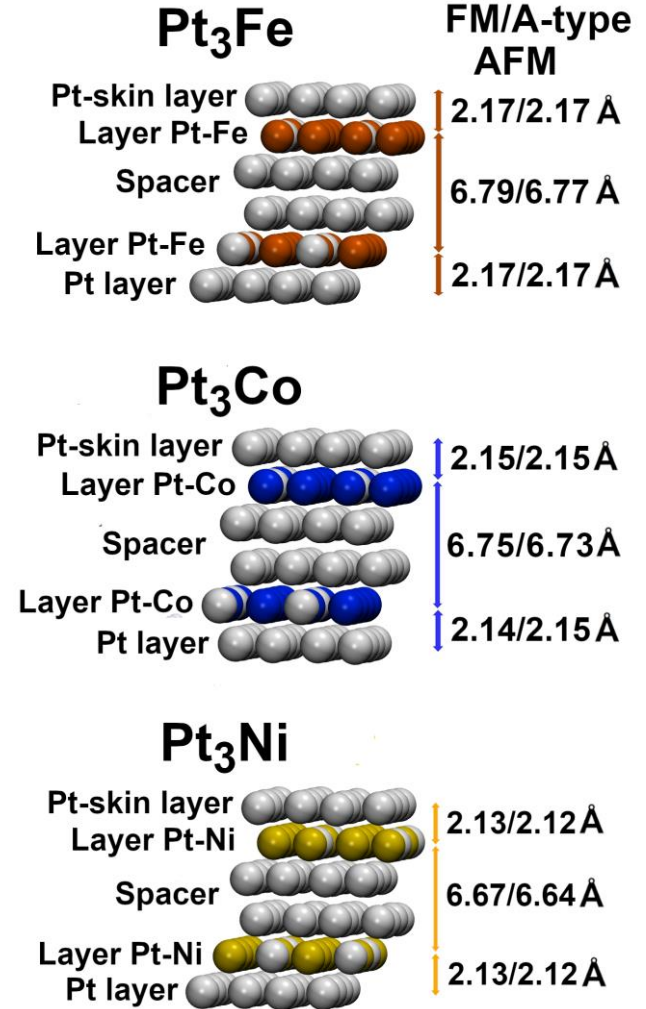 Pt₃Fe
FM/A-type
AFM
Pt-skin layer
2.17/2.17 Å
Layer Pt-Fe
Spacer
6.79/6.77 Å
Layer Pt-Fe
Pt layer
2.17/2.17 Å
Pt₃Co
Pt-skin layer
2.15/2.15 Å
Layer Pt-Co
Spacer
6.75/6.73 Å
Layer Pt-Co
Pt layer
2.14/2.15 Å
Pt₃Ni
Pt-skin layer
2.13/2.12 Å
Layer Pt-Ni
Spacer
6.67/6.64 Å
Layer Pt-Ni
Pt layer
2.13/2.12 Å